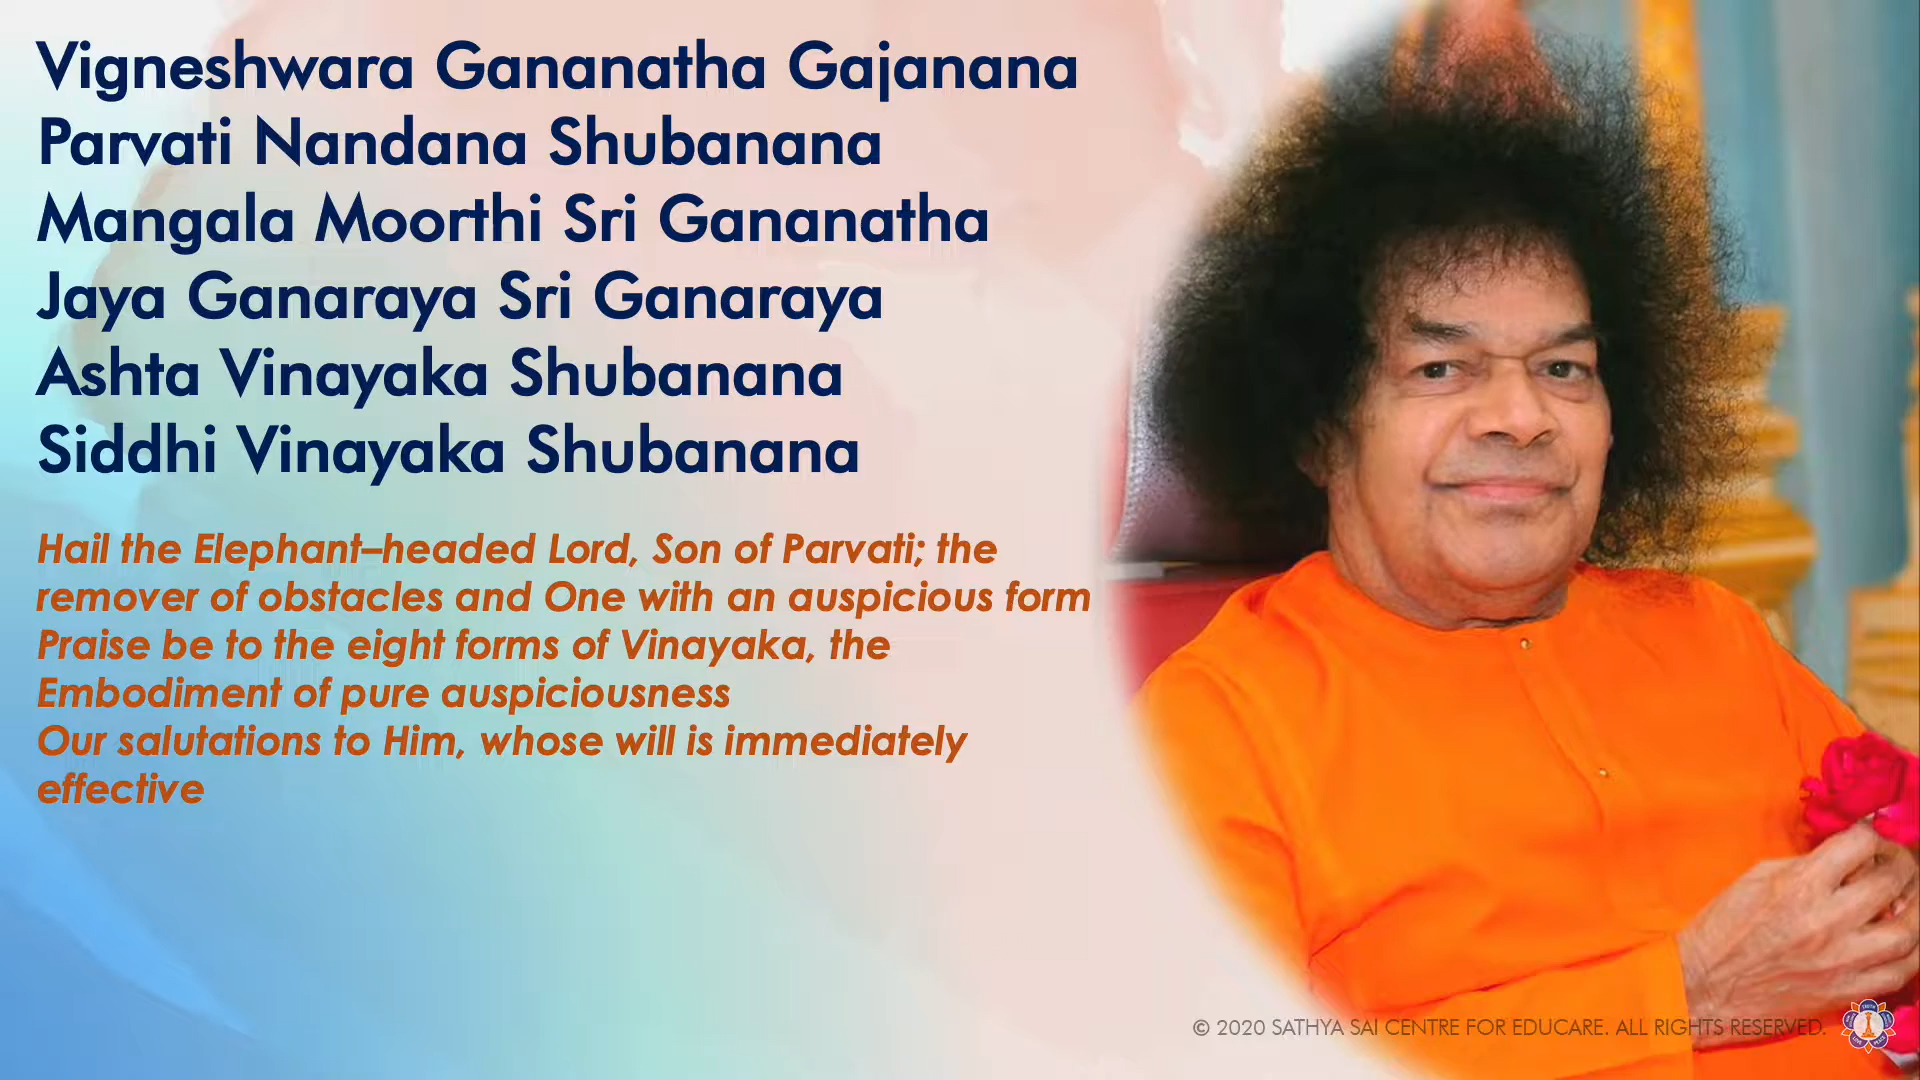 Vigneshwara Gananatha Gajanana
Parvati Nandana Shubanana
Mangala Moorthi Sri Gananatha
Jaya Ganaraya Sri Ganaraya
Ashta Vinayaka Shubanana
Siddhi Vinayaka Shubanana
Hail the Elephant–headed Lord, Son of Parvati; the
remover of obstacles and One with an auspicious form
Praise be to the eight forms of Vinayaka, the
Embodiment of pure auspiciousness
Our salutations to Him, whose will is immediately
effective
© 2020 SATHYA SAI CENTRE FOR EDUCARE. ALL RIGHTS RESERVED.